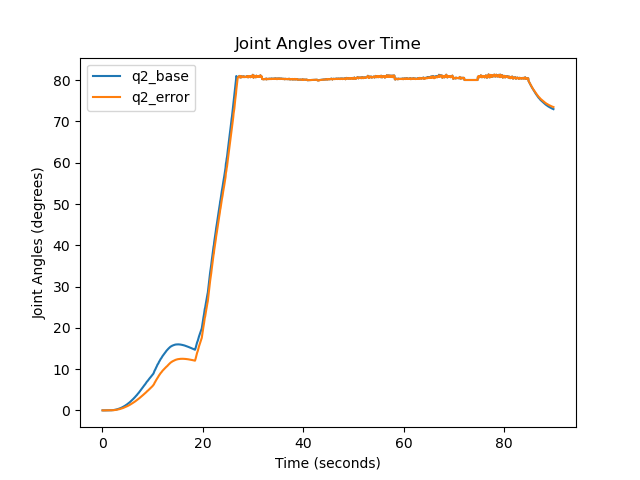 Joint Angles over Time
q2_base
q2_error
Joint Angles (degrees)
80
70
60
50
40
30
20
10
0
0 20 40 60 80
Time (seconds)